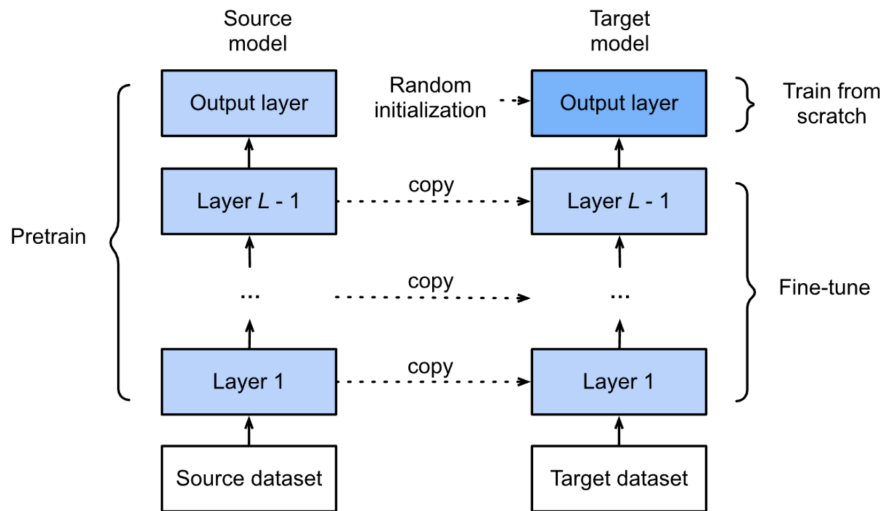 Source
model
Target
model
Output layer
Random
initialization
Output layer
Train from
scratch
Layer L - 1
copy
Layer L - 1
Pretrain
...
copy
...
Fine-tune
Layer 1
copy
Layer 1
Source dataset
Target dataset